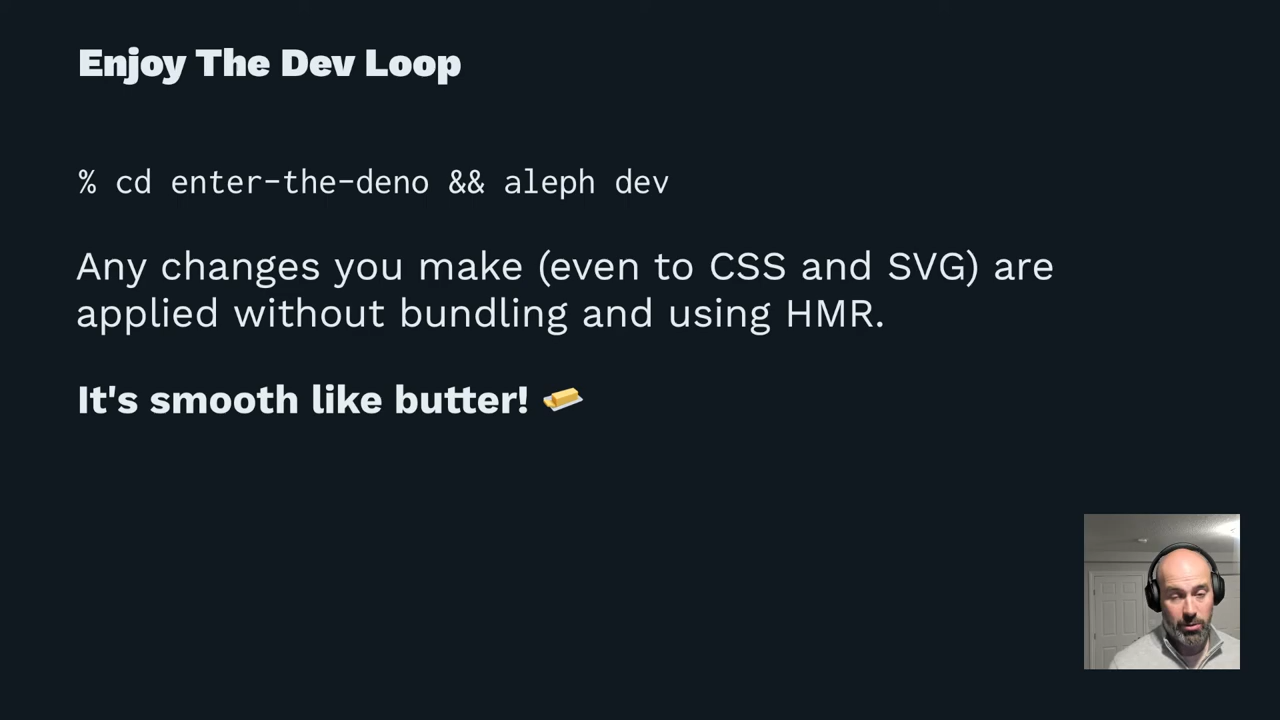 Enjoy The Dev Loop
% cd enter-the-deno && aleph dev
Any changes you make (even to CSS and SVG) are
applied without bundling and using HMR.
It's smooth like butter! 🧈